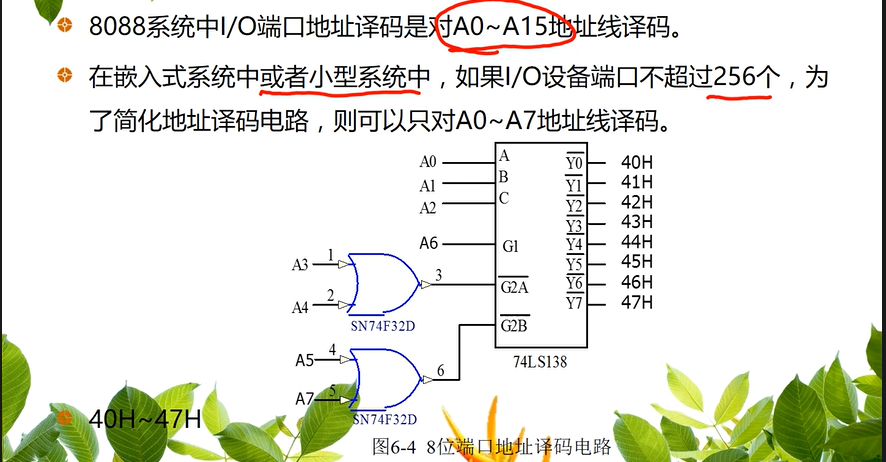 8088系统中I/O端口地址译码是对A0~A15地址线译码。
在嵌入式系统中或者小型系统中，如果I/O设备端口不超过256个，为
了简化地址译码电路，则可以只对A0~A7地址线译码。
A0 A Y0 40H
A1 B Y1 41H
A2 C Y2 42H
Y3 43H
A6 G1 Y4 44H
Y5 45H
A3 1 3 G2A Y6 46H
A4 2 Y7 47H
SN74F32D G2B
A5 4 6 74LS138
A7 5
40H~47H SN74F32D
图6-4 8位端口地址译码电路